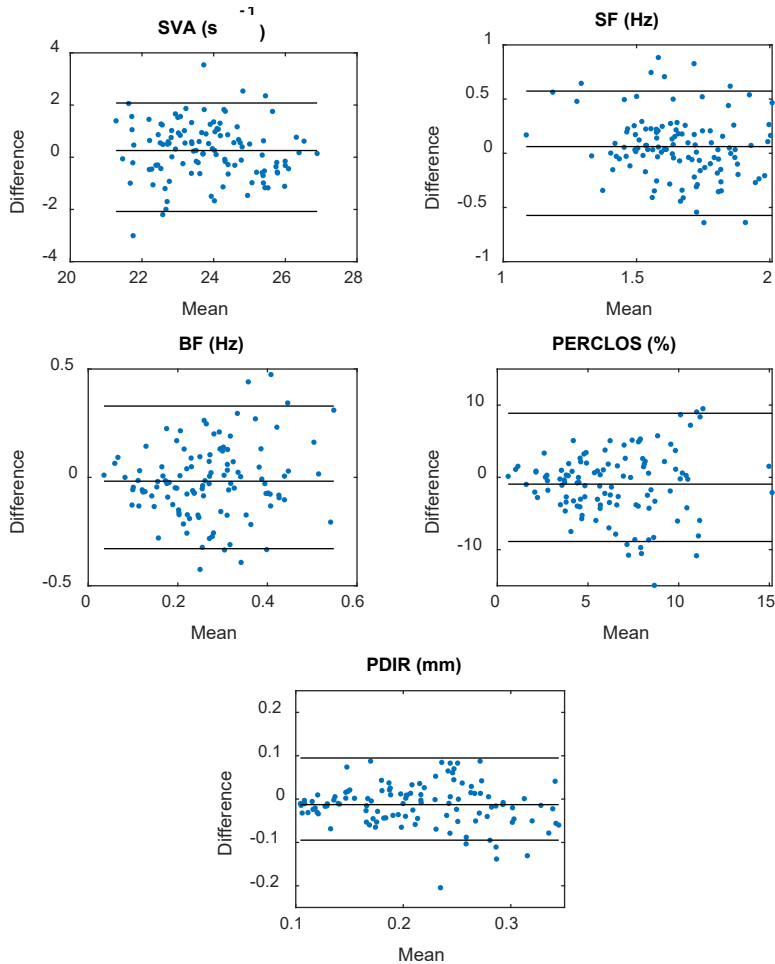 SVA (s-1)
4
2
0
-2
-4
Difference
20 22 24 26 28
Mean
SF (Hz)
1
0.5
0
-0.5
-1
Difference
1 1.5 2
Mean
BF (Hz)
0.5
0
-0.5
Difference
0 0.2 0.4 0.6
Mean
PERCLOS (%)
10
0
-10
Difference
0 5 10 15
Mean
PDIR (mm)
0.2
0.1
0
-0.1
-0.2
Difference
0.1 0.2 0.3
Mean